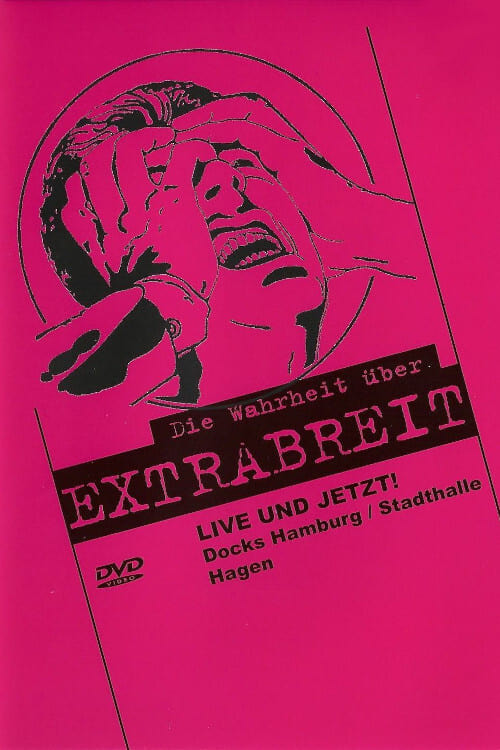 Die Wahrheit über
EXTRABREIT
LIVE UND JETZT!
Docks Hamburg / Stadthalle
Hagen
DVD
VIDEO